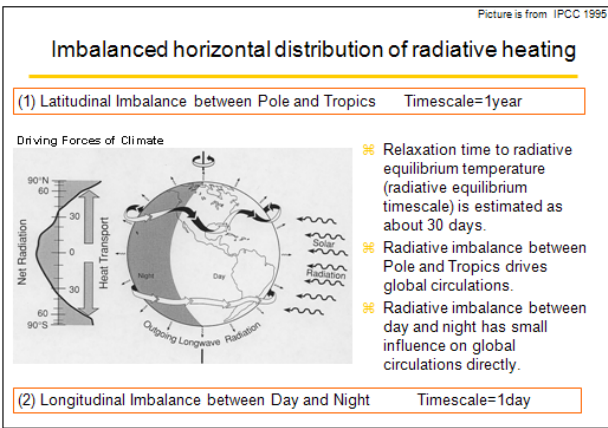 Picture is from IPCC 1995
Imbalanced horizontal distribution of radiative heating
(1) Latitudinal Imbalance between Pole and Tropics Timescale=1year
Driving Forces of Climate
90°N
60
30
0
30
60
90°S
Net Radiation
Heat Transport
Night
Day
Solar
Radiation
Outgoing Longwave Radiation
Relaxation time to radiative
equilibrium temperature
(radiative equilibrium
timescale) is estimated as
about 30 days.
Radiative imbalance between
Pole and Tropics drives
global circulations.
Radiative imbalance between
day and night has small
influence on global
circulations directly.
(2) Longitudinal Imbalance between Day and Night Timescale=1day